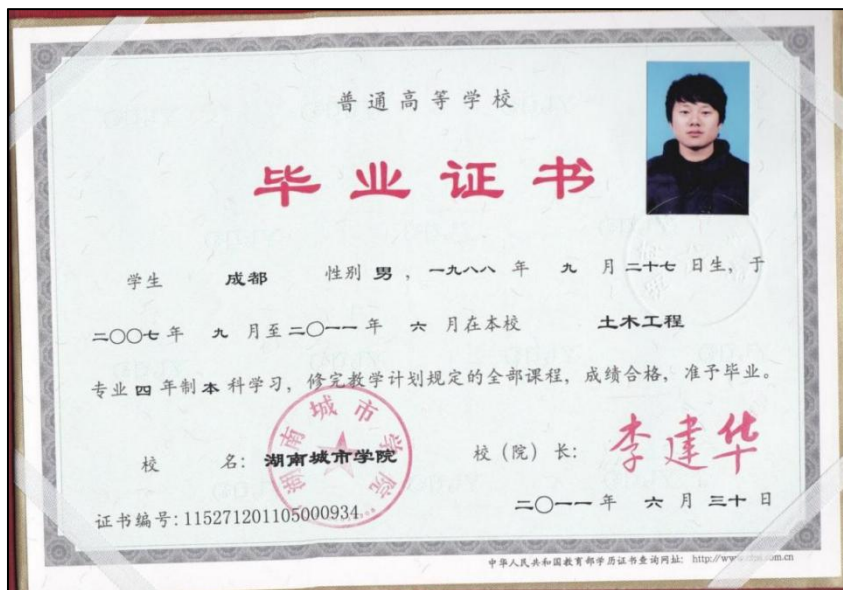 普通高等学校
毕业证书
学生 成都 性别 男 ，一九八八 年 九 月 二十七 日生，于
二〇〇七 年 九 月至 二〇一一 年 六 月在本校 土木工程
专业 四 年制 本 科学习，修完教学计划规定的全部课程，成绩合格，准予毕业。
校 名：湖南城市学院 校（院）长：李建华
湖南城市学院
二〇一一 年 六 月 三十 日
证书编号：115271201105000934
中华人民共和国教育部学历证书查询网址： http://www.chsi.com.cn